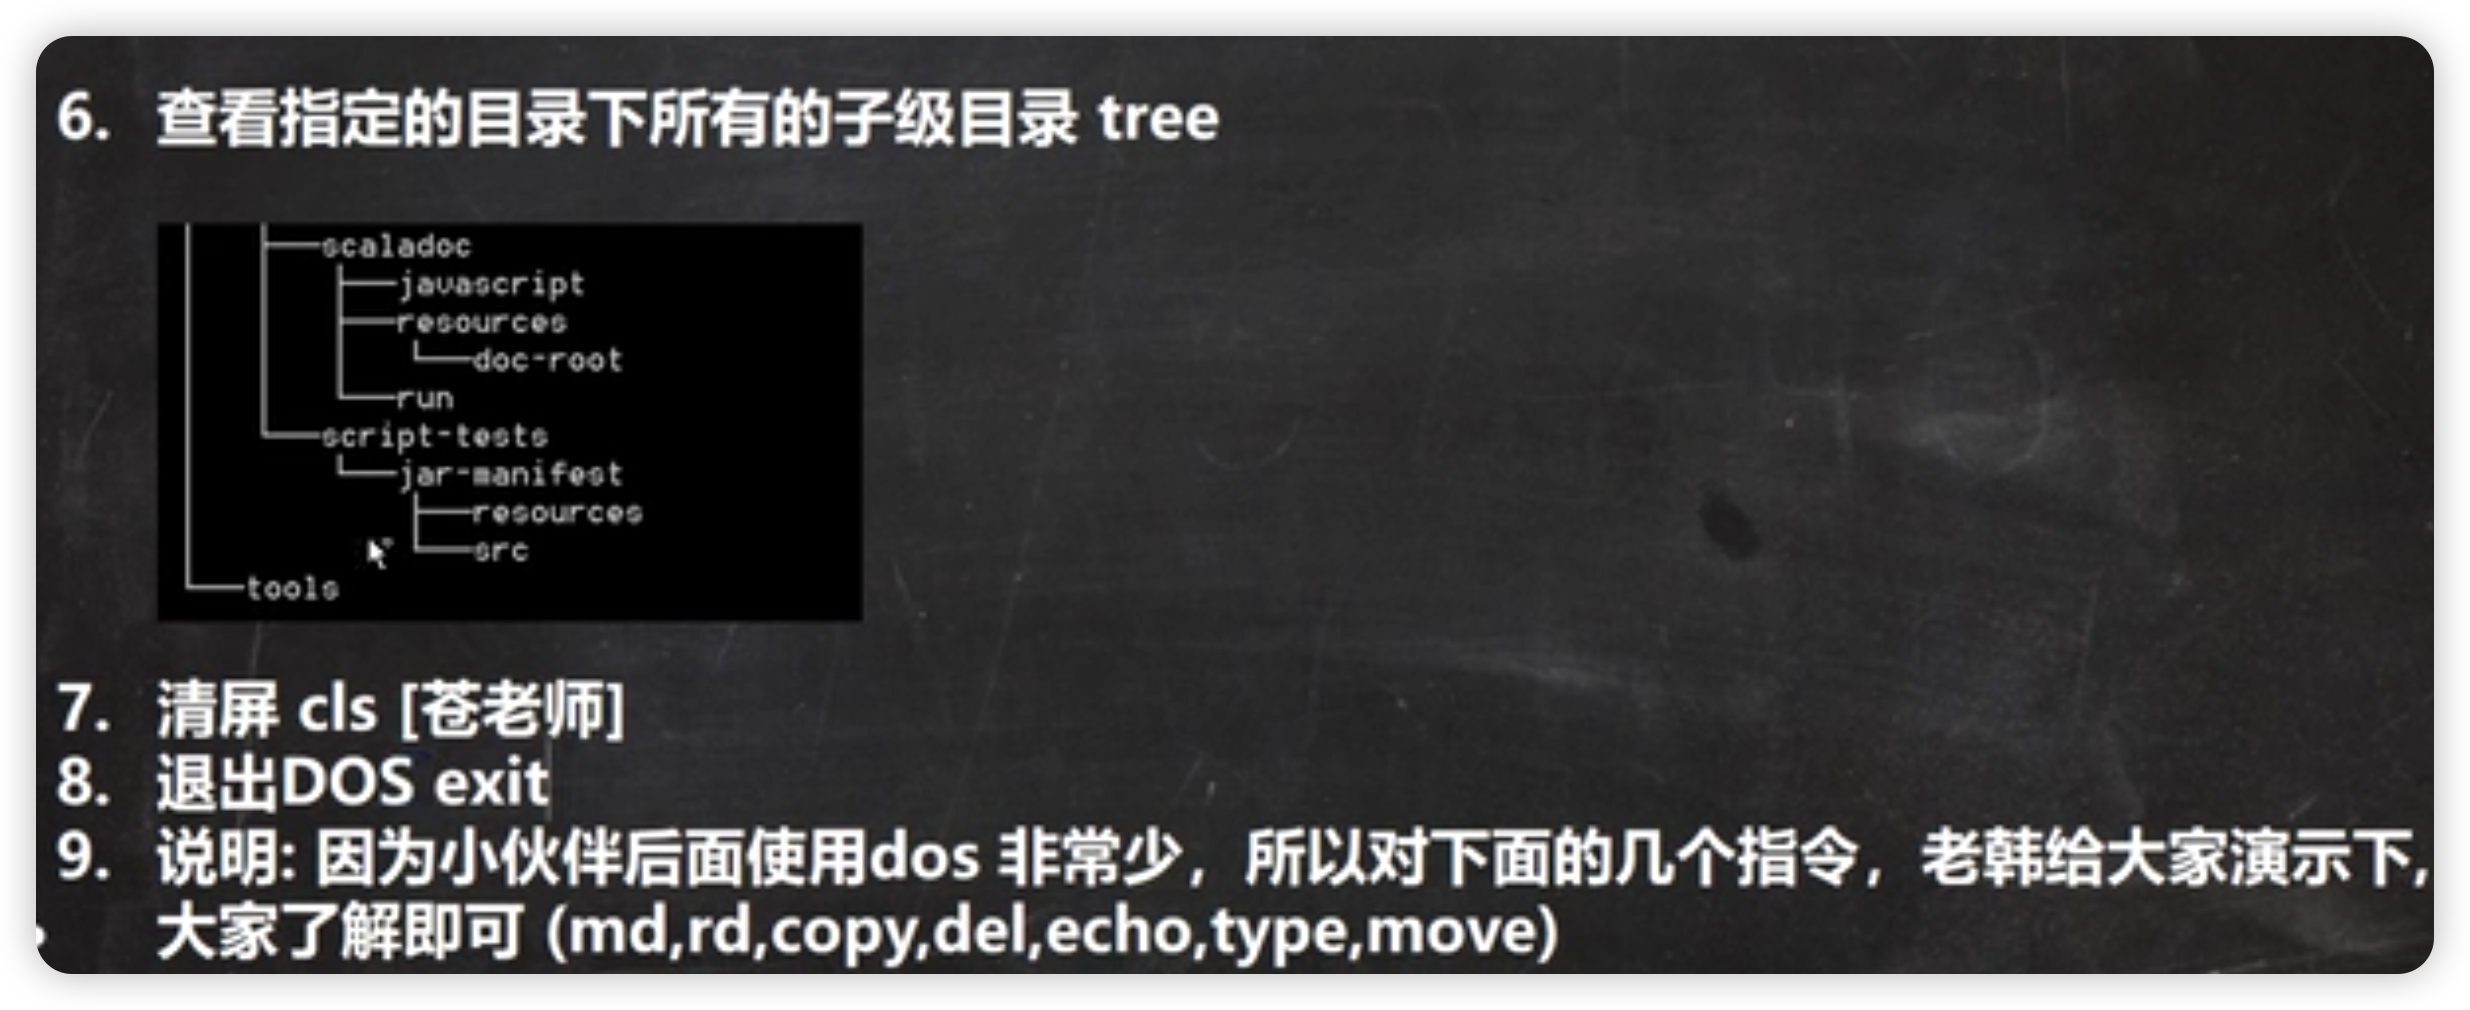 6. 查看指定的目录下所有的子级目录 tree
├──scaladoc
├──javascript
├──resources
└──doc-root
└──run
└──script-tests
└──jar-manifest
├──resources
└──src
└──tools
7. 清屏 cls [苍老师]
8. 退出DOS exit
9. 说明: 因为小伙伴后面使用dos 非常少，所以对下面的几个指令，老韩给大家演示下,
大家了解即可 (md,rd,copy,del,echo,type,move)